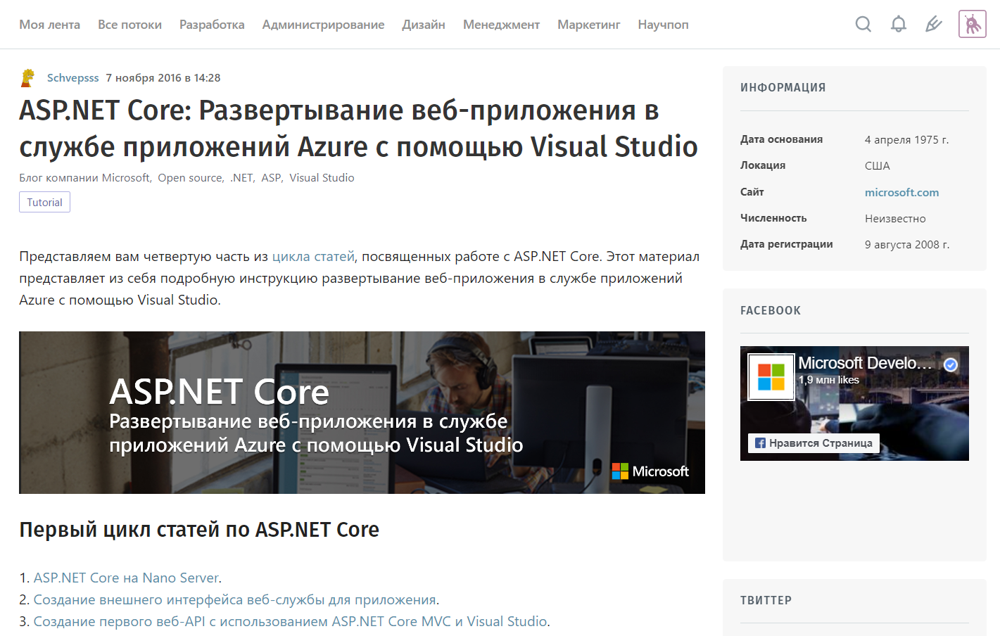 Моя лента Все потоки Разработка Администрирование Дизайн Менеджмент Маркетинг Научпоп
Schvepsss 7 ноября 2016 в 14:28
ASP.NET Core: Развертывание веб-приложения в
службе приложений Azure с помощью Visual Studio
Блог компании Microsoft, Open source, .NET, ASP, Visual Studio
Tutorial
Представляем вам четвертую часть из цикла статей, посвященных работе с ASP.NET Core. Этот материал
представляет из себя подробную инструкцию развертывание веб-приложения в службе приложений
Azure с помощью Visual Studio.
ASP.NET Core
Развертывание веб-приложения в службе
приложений Azure с помощью Visual Studio
Microsoft
Первый цикл статей по ASP.NET Core
1. ASP.NET Core на Nano Server.
2. Создание внешнего интерфейса веб-службы для приложения.
3. Создание первого веб-API с использованием ASP.NET Core MVC и Visual Studio.
ИНФОРМАЦИЯ
Дата основания 4 апреля 1975 г.
Локация США
Сайт microsoft.com
Численность Неизвестно
Дата регистрации 9 августа 2008 г.
FACEBOOK
Microsoft Develo...
1,9 млн likes
Нравится Страница
ТВИТТЕР